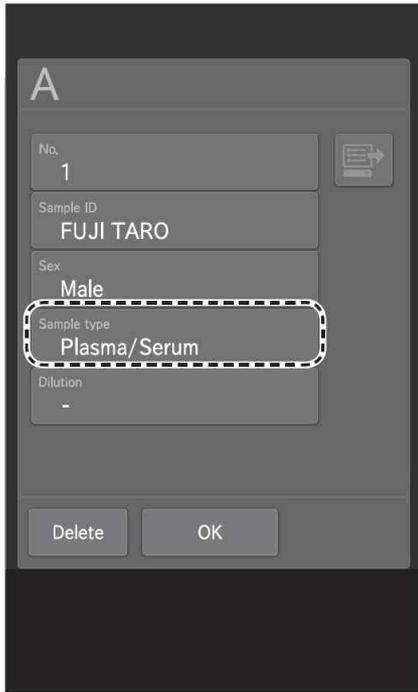 A
No,
1
Sample ID
FUJI TARO
Sex
Male
Sample type
Plasma/Serum
Dilution
-
Delete
OK